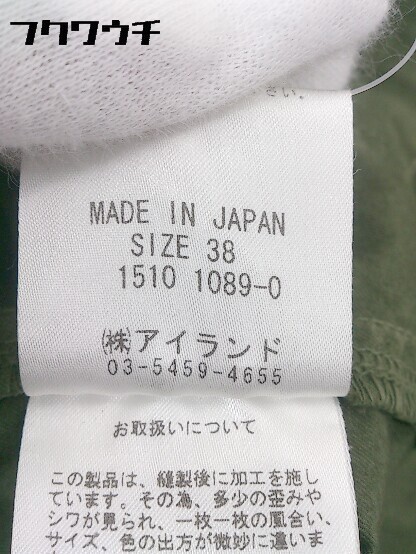 フクワウチ
さい。
MADE IN JAPAN
SIZE 38
1510 1089-0
㈱アイランド
03-5459-4655
お取扱いについて
この製品は、縫製後に加工を施し
ています。その為、多少の歪みや
シワが見られ、一枚一枚の風合い、
サイズ、色の出方が微妙に違いま